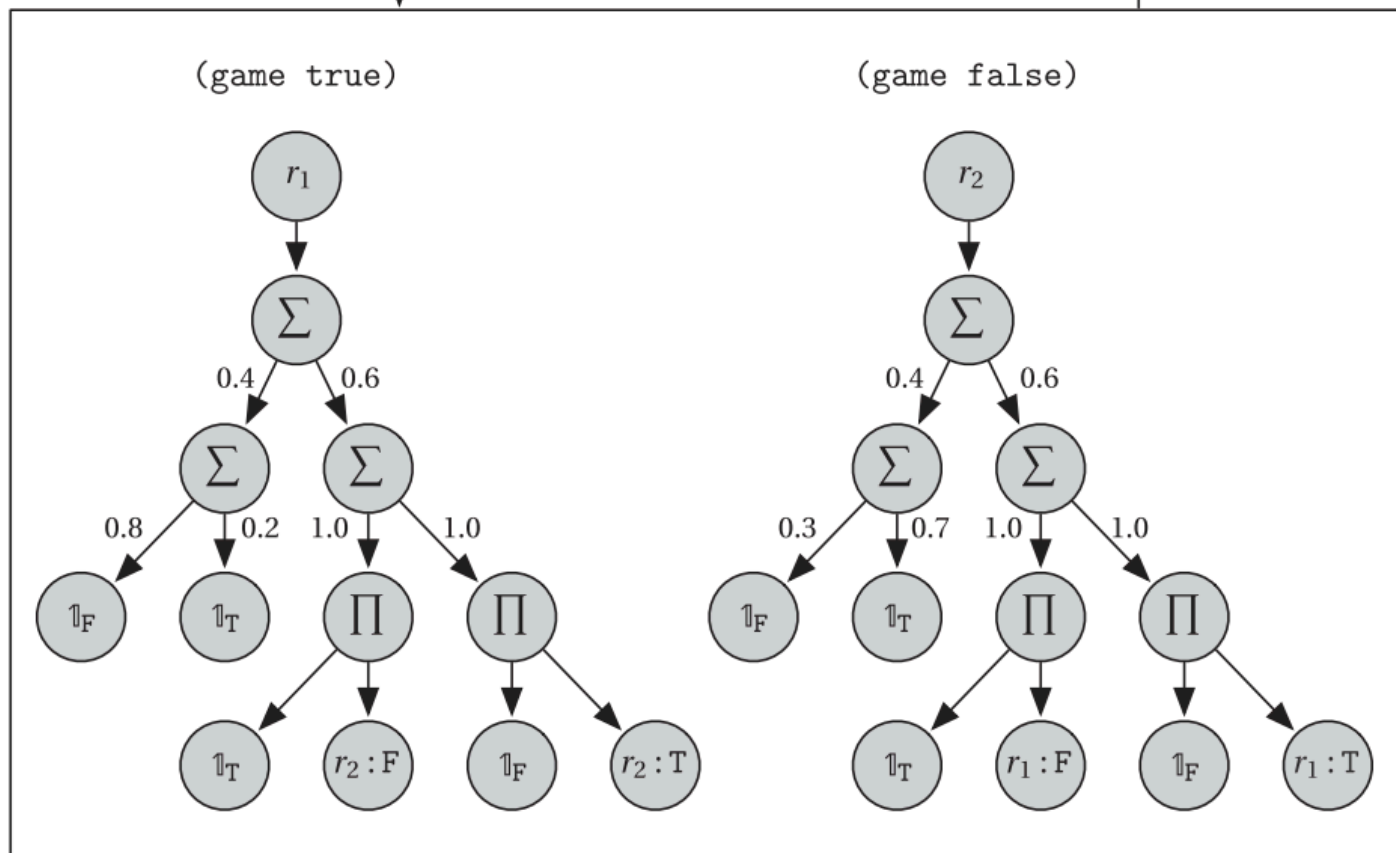 (game true) (game false)
r₁ r₂
∑ ∑
0.4 0.6 0.4 0.6
∑ ∑ ∑ ∑
0.8 0.2 1.0 1.0 0.3 0.7 1.0 1.0
𝟙F 𝟙T ∏ ∏ 𝟙F 𝟙T ∏ ∏
𝟙T r₂:F 𝟙F r₂:T 𝟙T r₁:F 𝟙F r₁:T